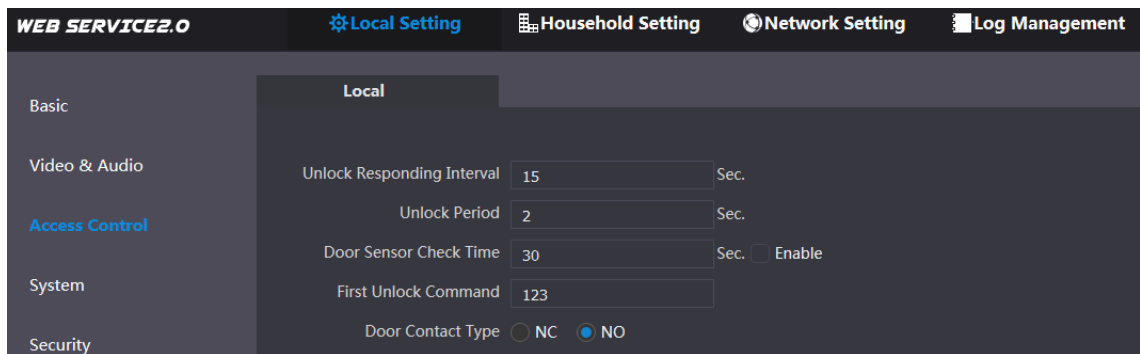 WEB SERVICE2.0 Local Setting Household Setting Network Setting Log Management
Local
Basic
Video & Audio
Access Control
System
Security
Unlock Responding Interval 15 Sec.
Unlock Period 2 Sec.
Door Sensor Check Time 30 Sec. Enable
First Unlock Command 123
Door Contact Type NC NO